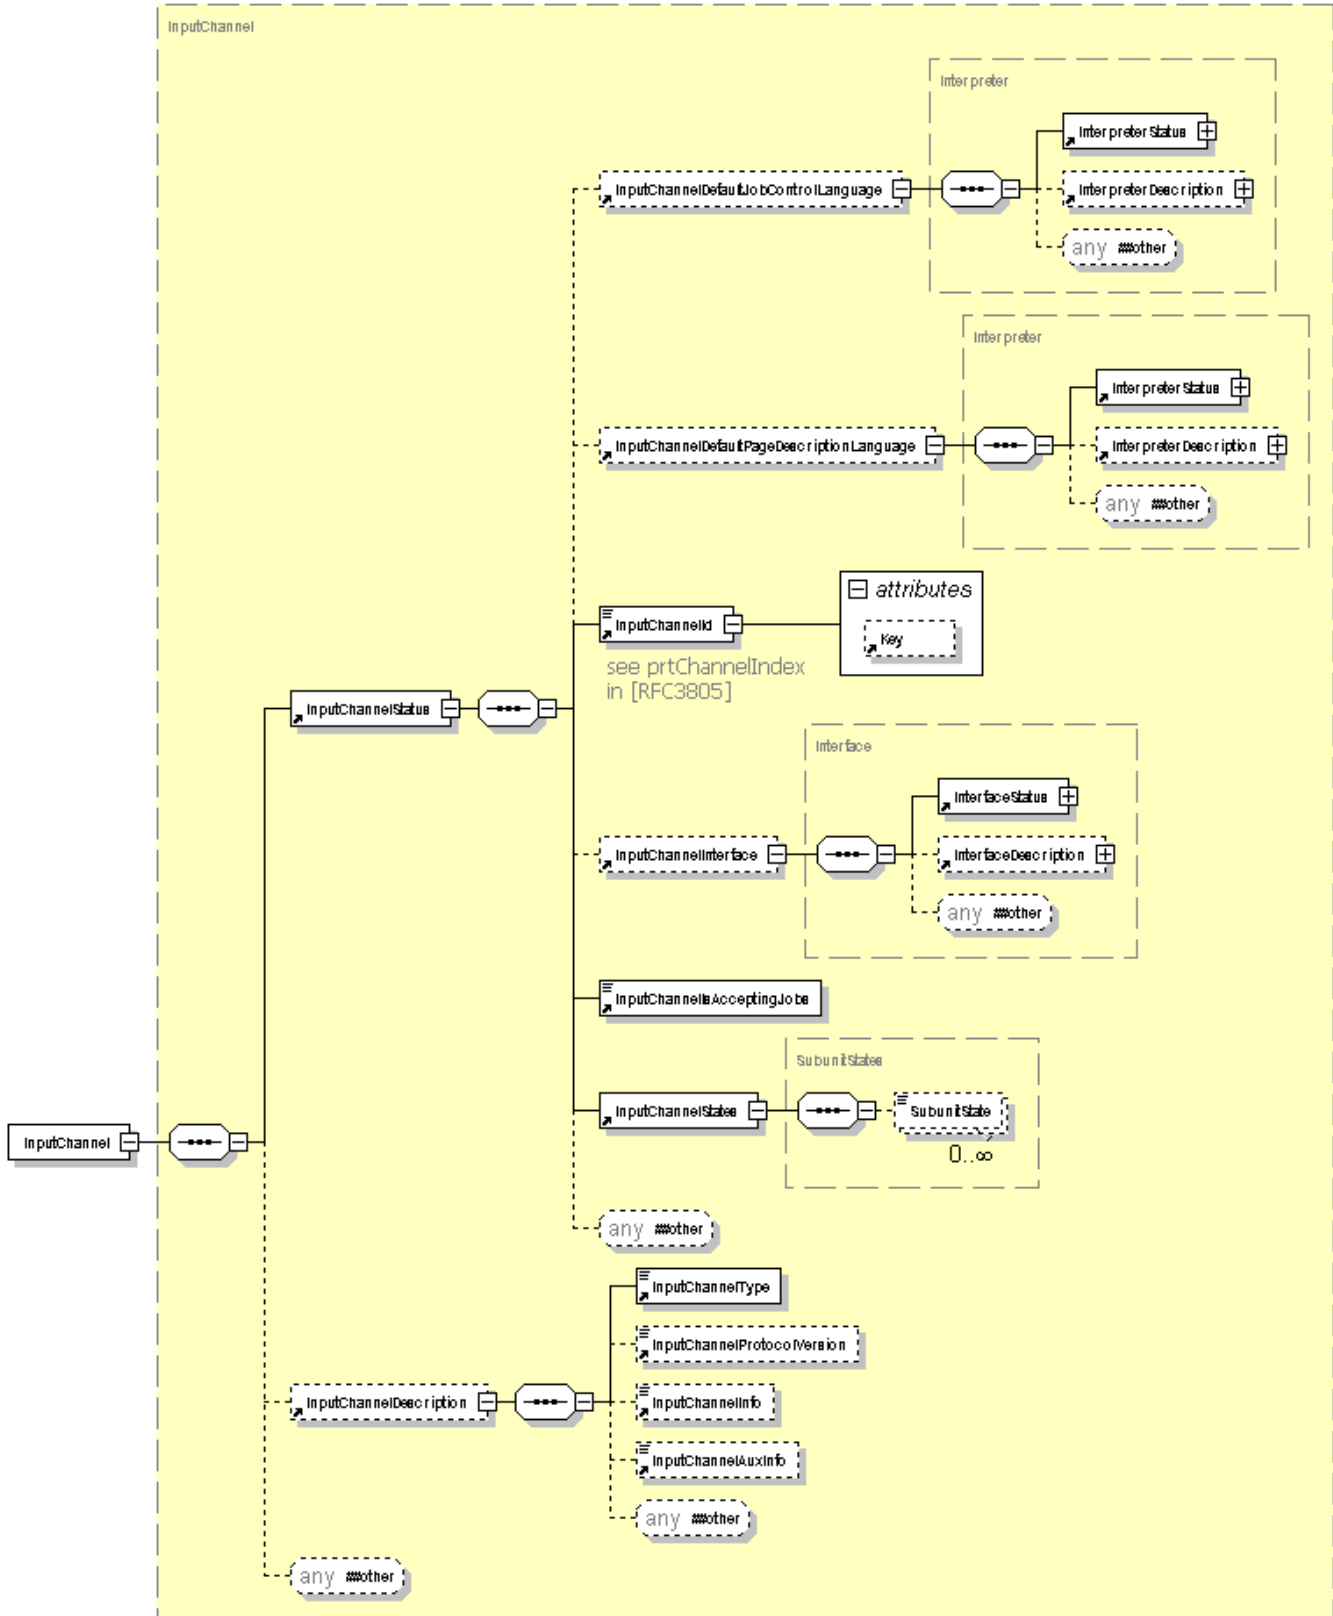 InputChannel
Interpreter
InterpreterStatus
InputChannelDefaultJobControlLanguage
InterpreterDescription
any ##other
Interpreter
InterpreterStatus
InputChannelDefaultPageDescriptionLanguage
InterpreterDescription
any ##other
attributes
InputChannelId
Key
see prtChannelIndex
in [RFC3805]
InputChannelStatus
Interface
InterfaceStatus
InputChannelInterface
InterfaceDescription
any ##other
InputChannelIsAcceptingJobs
SubunitStates
InputChannelStates
SubunitState
InputChannel
0..∞
any ##other
InputChannelType
InputChannelProtocolVersion
InputChannelDescription
InputChannelInfo
InputChannelAuxInfo
any ##other
any ##other